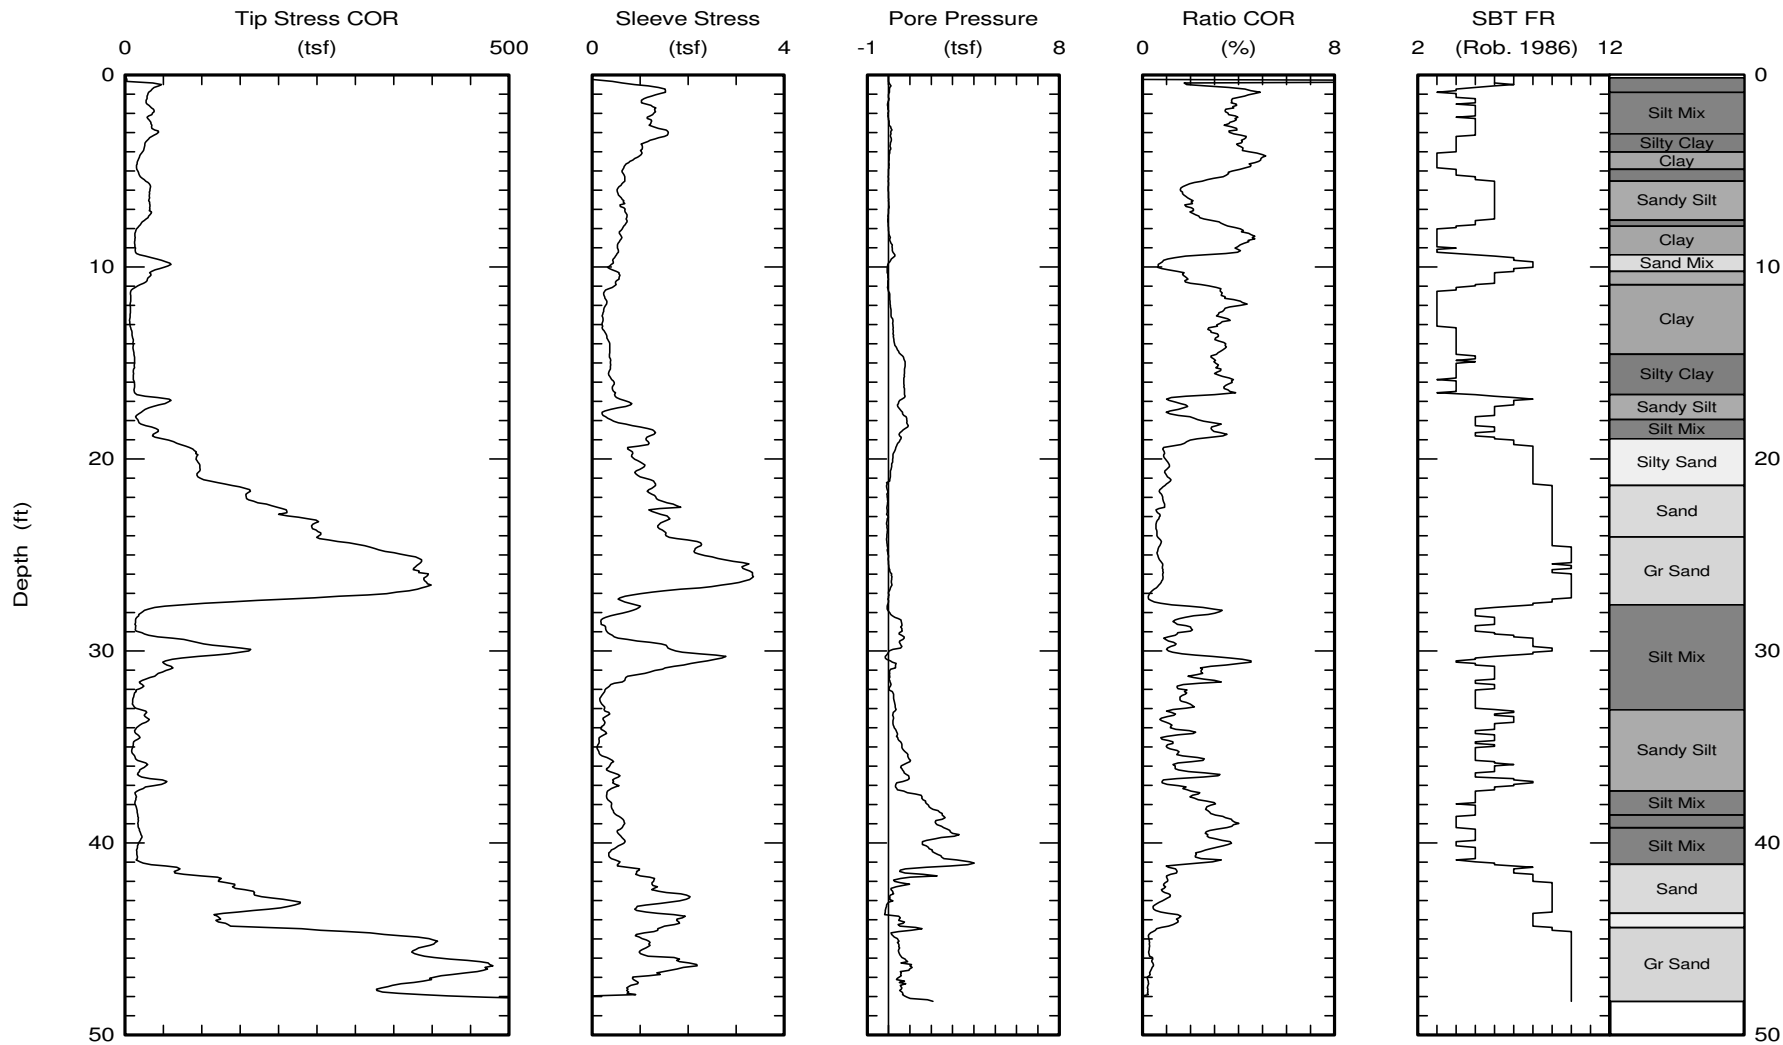 Tip Stress COR Sleeve Stress Pore Pressure Ratio COR SBT FR
0 (tsf) 500 0 (tsf) 4 -1 (tsf) 8 0 (%) 8 2 (Rob. 1986) 12
0 0
Silt Mix
Silty Clay
Clay
Sandy Silt
Clay
Sand Mix
10 10
Clay
Silty Clay
Sandy Silt
Silt Mix
20 Silty Sand 20
Sand
Gr Sand
Depth (ft)
30 Silt Mix 30
Sandy Silt
Silt Mix
40 Silt Mix 40
Sand
Gr Sand
50 50